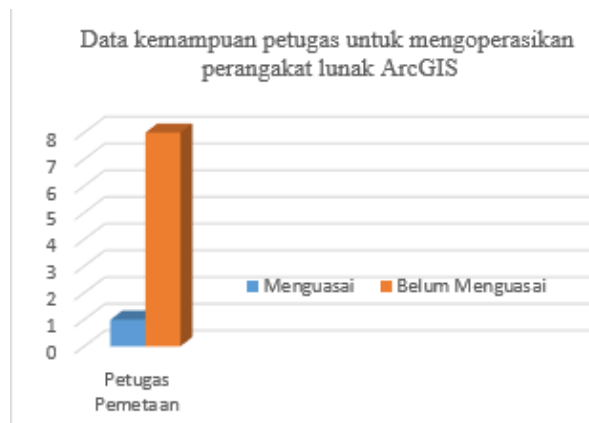 Data kemampuan petugas untuk mengoperasikan
perangakat lunak ArcGIS
8
7
6
5
4
3
2
1
0
Menguasai
Belum Menguasai
Petugas
Pemetaan